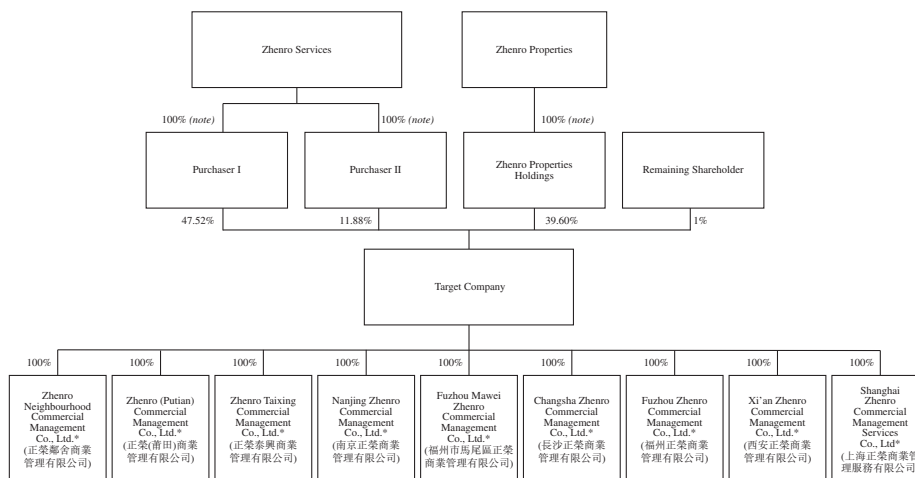 Zhenro Services
Zhenro Properties
100% (note)
100% (note)
100% (note)
Purchaser I
Purchaser II
Zhenro Properties
Holdings
Remaining Shareholder
47.52%
11.88%
39.60%
1%
Target Company
100%
100%
100%
100%
100%
100%
100%
100%
100%
Zhenro
Neighbourhood
Commercial
Management
Co., Ltd.*
(正榮鄰舍商業
管理有限公司)
Zhenro (Putian)
Commercial
Management
Co., Ltd.*
(正榮(莆田)商業
管理有限公司)
Zhenro Taixing
Commercial
Management
Co., Ltd.*
(正榮泰興商業
管理有限公司)
Nanjing Zhenro
Commercial
Management
Co., Ltd.*
(南京正榮商業
管理有限公司)
Fuzhou Mawei
Zhenro
Commercial
Management
Co., Ltd.*
(福州市馬尾區正榮
商業管理有限公司)
Changsha Zhenro
Commercial
Management
Co., Ltd.*
(長沙正榮商業
管理有限公司)
Fuzhou Zhenro
Commercial
Management
Co., Ltd.*
(福州正榮商業
管理有限公司)
Xi'an Zhenro
Commercial
Management
Co., Ltd.*
(西安正榮商業
管理有限公司)
Shanghai
Zhenro
Commercial
Management
Services
Co., Ltd*
(上海正榮商業管
理服務有限公司)